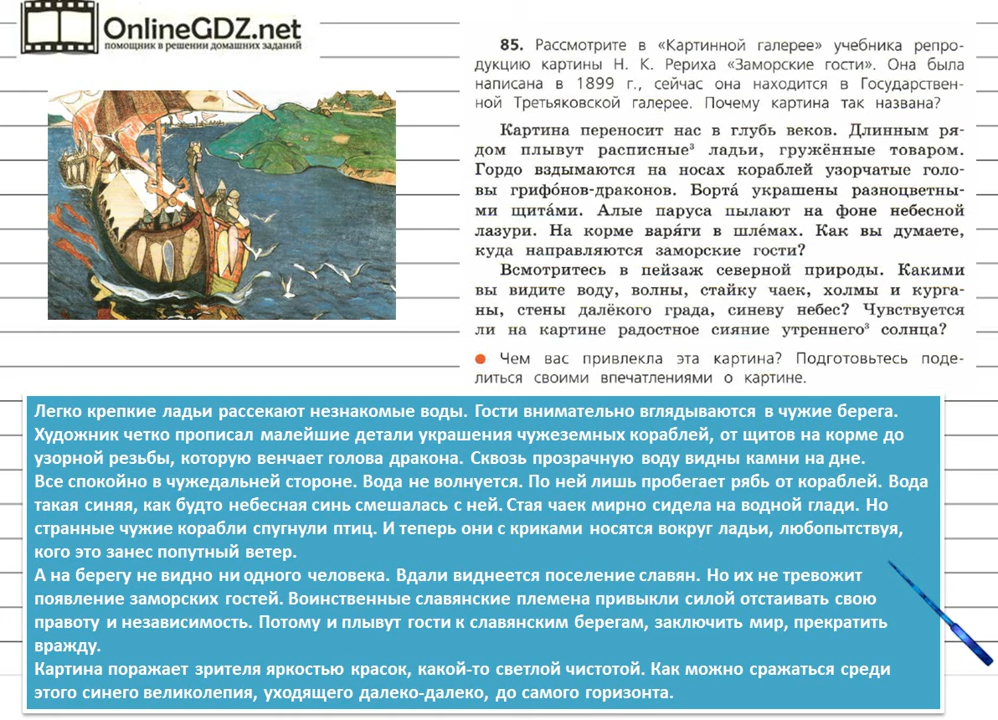 OnlineGDZ.net
помощник в решении домашних заданий
85. Рассмотрите в «Картинной галерее» учебника репро-
дукцию картины Н. К. Рериха «Заморские гости». Она была
написана в 1899 г., сейчас она находится в Государствен-
ной Третьяковской галерее. Почему картина так названа?
Картина переносит нас в глубь веков. Длинным ря-
дом плывут расписные³ ладьи, гружённые товаром.
Гордо вздымаются на носах кораблей узорчатые голо-
вы грифо́нов-драконов. Борта́ украшены разноцветны-
ми щита́ми. Алые паруса пылают на фоне небесной
лазури. На корме варя́ги в шле́мах. Как вы думаете,
куда направляются заморские гости?
Всмотритесь в пейзаж северной природы. Какими
вы видите воду, волны, стайку чаек, холмы и курга-
ны, стены далёкого града, синеву небес? Чувствуется
ли на картине радостное сияние утреннего³ солнца?
● Чем вас привлекла эта картина? Подготовьтесь поде-
литься своими впечатлениями о картине.
Легко крепкие ладьи рассекают незнакомые воды. Гости внимательно вглядываются в чужие берега.
Художник четко прописал малейшие детали украшения чужеземных кораблей, от щитов на корме до
узорной резьбы, которую венчает голова дракона. Сквозь прозрачную воду видны камни на дне.
Все спокойно в чужедальней стороне. Вода не волнуется. По ней лишь пробегает рябь от кораблей. Вода
такая синяя, как будто небесная синь смешалась с ней. Стая чаек мирно сидела на водной глади. Но
странные чужие корабли спугнули птиц. И теперь они с криками носятся вокруг ладьи, любопытствуя,
кого это занес попутный ветер.
А на берегу не видно ни одного человека. Вдали виднеется поселение славян. Но их не тревожит
появление заморских гостей. Воинственные славянские племена привыкли силой отстаивать свою
правоту и независимость. Потому и плывут гости к славянским берегам, заключить мир, прекратить
вражду.
Картина поражает зрителя яркостью красок, какой-то светлой чистотой. Как можно сражаться среди
этого синего великолепия, уходящего далеко-далеко, до самого горизонта.